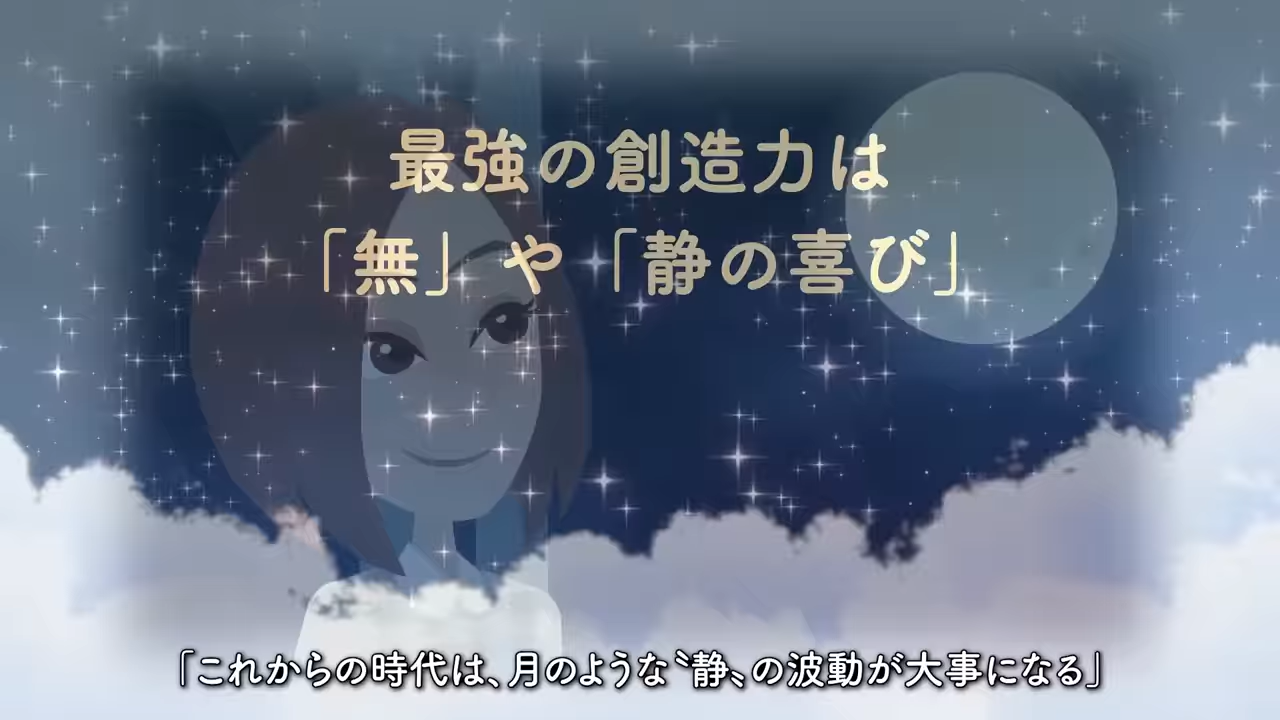 最強の創造力は
「無」や「静の喜び」
「これからの時代は、月のような〝静〟の波動が大事になる」